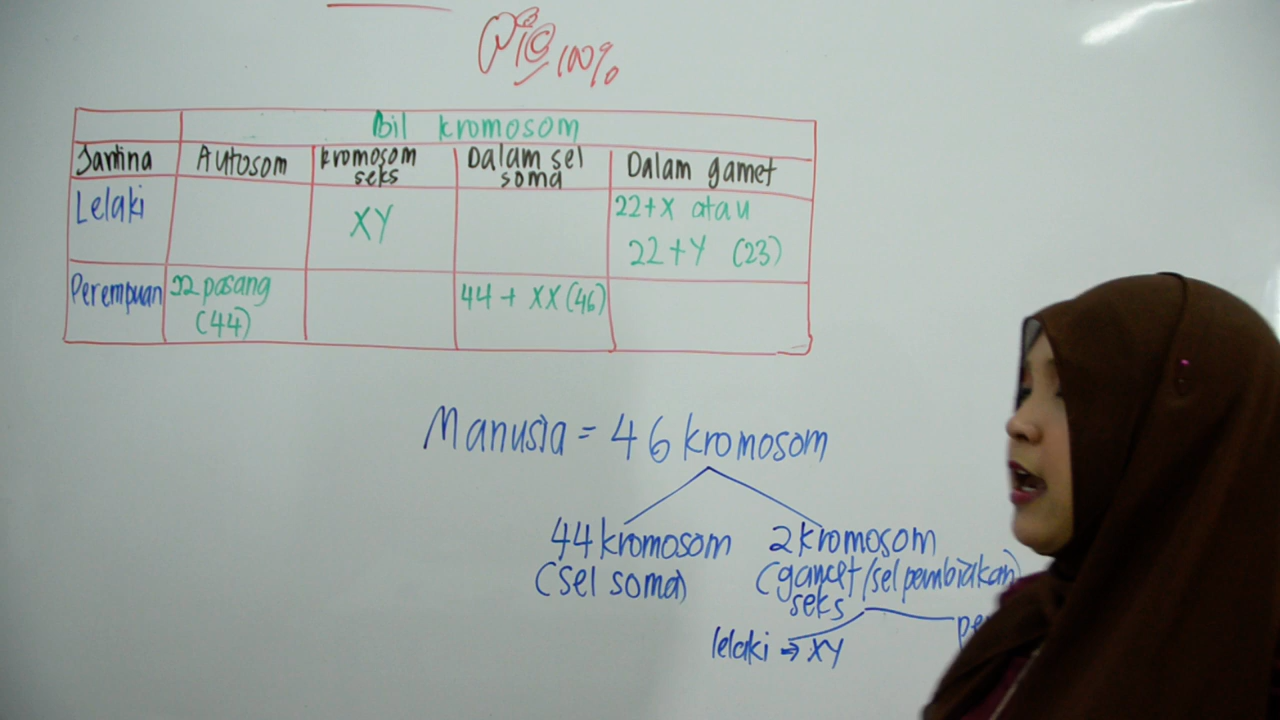 100%
Bil kromosom
Jantina Autosom kromosom seks Dalam sel soma Dalam gamet
Lelaki XY 22+X atau
22+Y (23)
Perempuan 22 pasang 44 + XX (46)
(44)
Manusia = 46 kromosom
44 kromosom 2 kromosom
(sel soma) (gamet/sel pembiakan)
seks
lelaki → XY pe